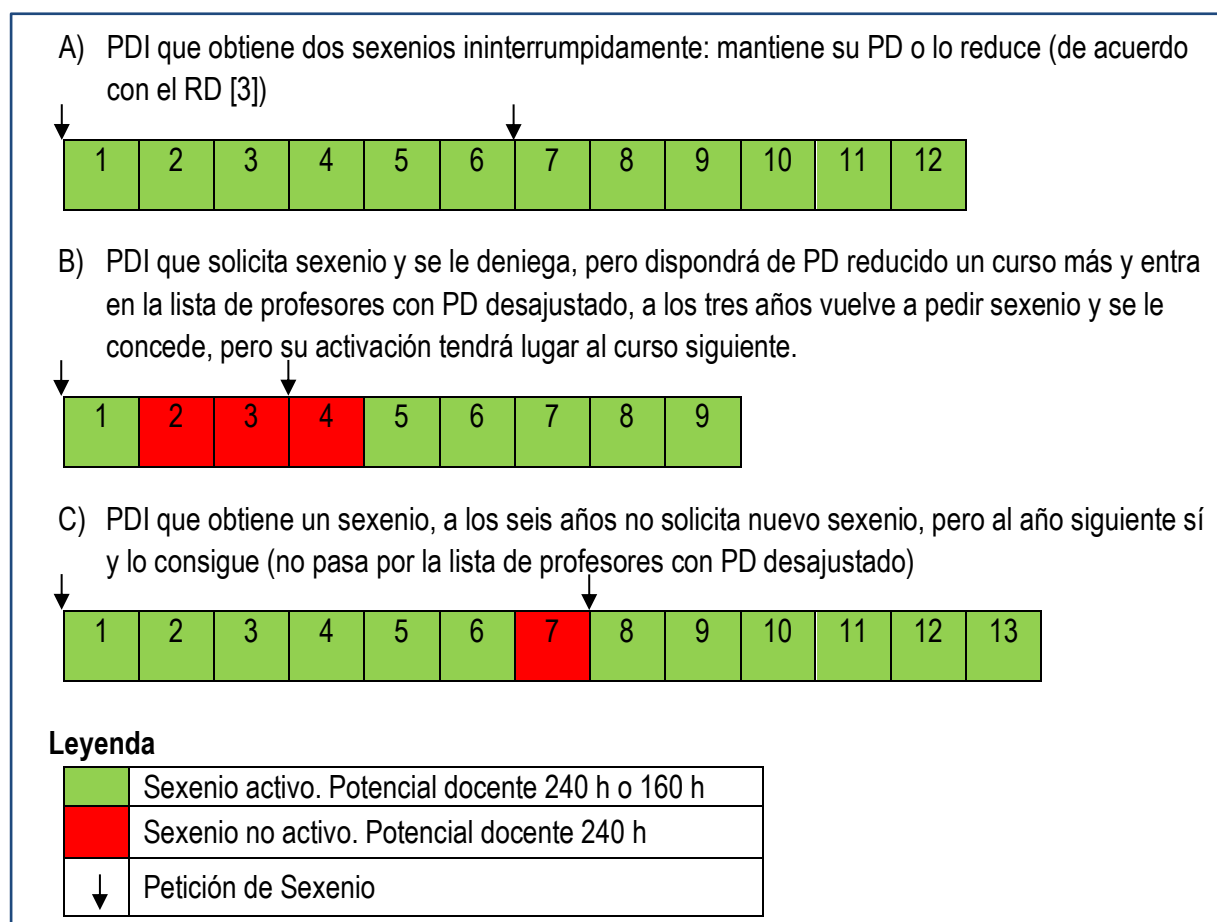 A) PDI que obtiene dos sexenios ininterrumpidamente: mantiene su PD o lo reduce (de acuerdo
con el RD [3])
1 2 3 4 5 6 7 8 9 10 11 12
B) PDI que solicita sexenio y se le deniega, pero dispondrá de PD reducido un curso más y entra
en la lista de profesores con PD desajustado, a los tres años vuelve a pedir sexenio y se le
concede, pero su activación tendrá lugar al curso siguiente.
1 2 3 4 5 6 7 8 9
C) PDI que obtiene un sexenio, a los seis años no solicita nuevo sexenio, pero al año siguiente sí
y lo consigue (no pasa por la lista de profesores con PD desajustado)
1 2 3 4 5 6 7 8 9 10 11 12 13
Leyenda
Sexenio activo. Potencial docente 240 h o 160 h
Sexenio no activo. Potencial docente 240 h
Petición de Sexenio